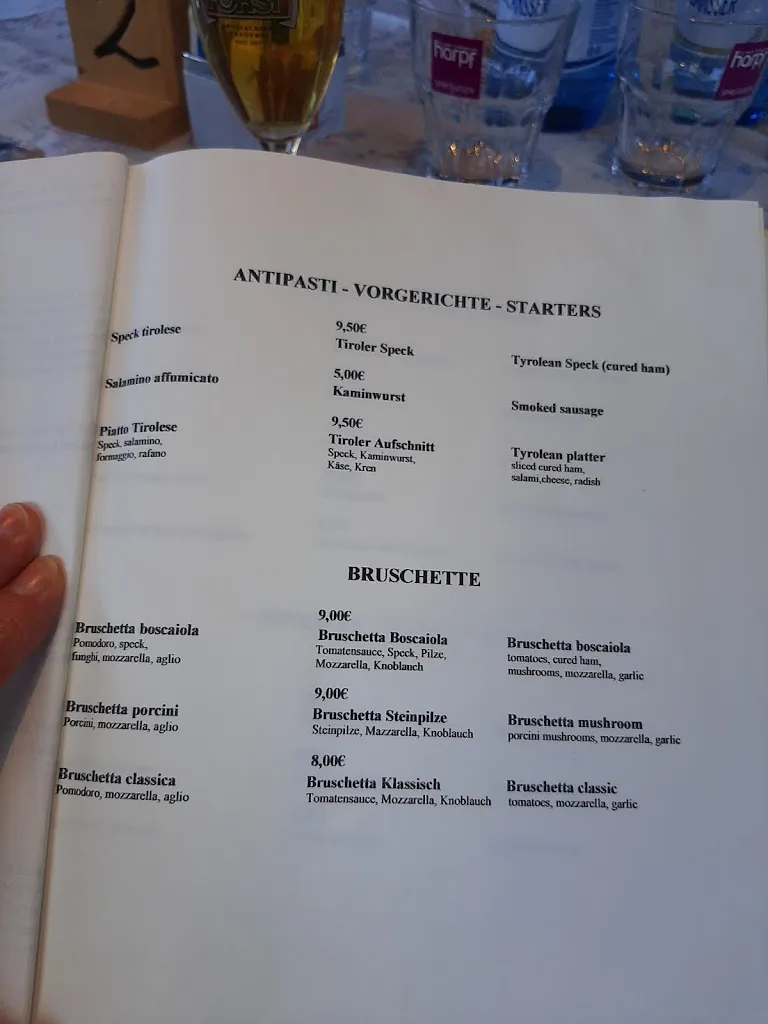 2
FORST
harpf
harpf
ANTIPASTI - VORGERICHTE - STARTERS
9,50€
Speck tirolese
Tiroler Speck
Tyrolean Speck (cured ham)
5,00€
Salamino affumicato
Kaminwurst
Smoked sausage
9,50€
Piatto Tirolese
Speck, salamino,
formaggio, rafano
Tiroler Aufschnitt
Speck, Kaminwurst,
Käse, Kren
Tyrolean platter
sliced cured ham,
salami,cheese, radish
BRUSCHETTE
9,00€
Bruschetta boscaiola
Pomodoro, speck,
funghi, mozzarella, aglio
Bruschetta Boscaiola
Tomatensauce, Speck, Pilze,
Mozzarella, Knoblauch
Bruschetta boscaiola
tomatoes, cured ham,
mushrooms, mozzarella, garlic
9,00€
Bruschetta porcini
Porcini, mozzarella, aglio
Bruschetta Steinpilze
Steinpilze, Mazzarella, Knoblauch
Bruschetta mushroom
porcini mushrooms, mozzarella, garlic
8,00€
Bruschetta classica
Pomodoro, mozzarella, aglio
Bruschetta Klassisch
Tomatensauce, Mozzarella, Knoblauch
Bruschetta classic
tomatoes, mozzarella, garlic